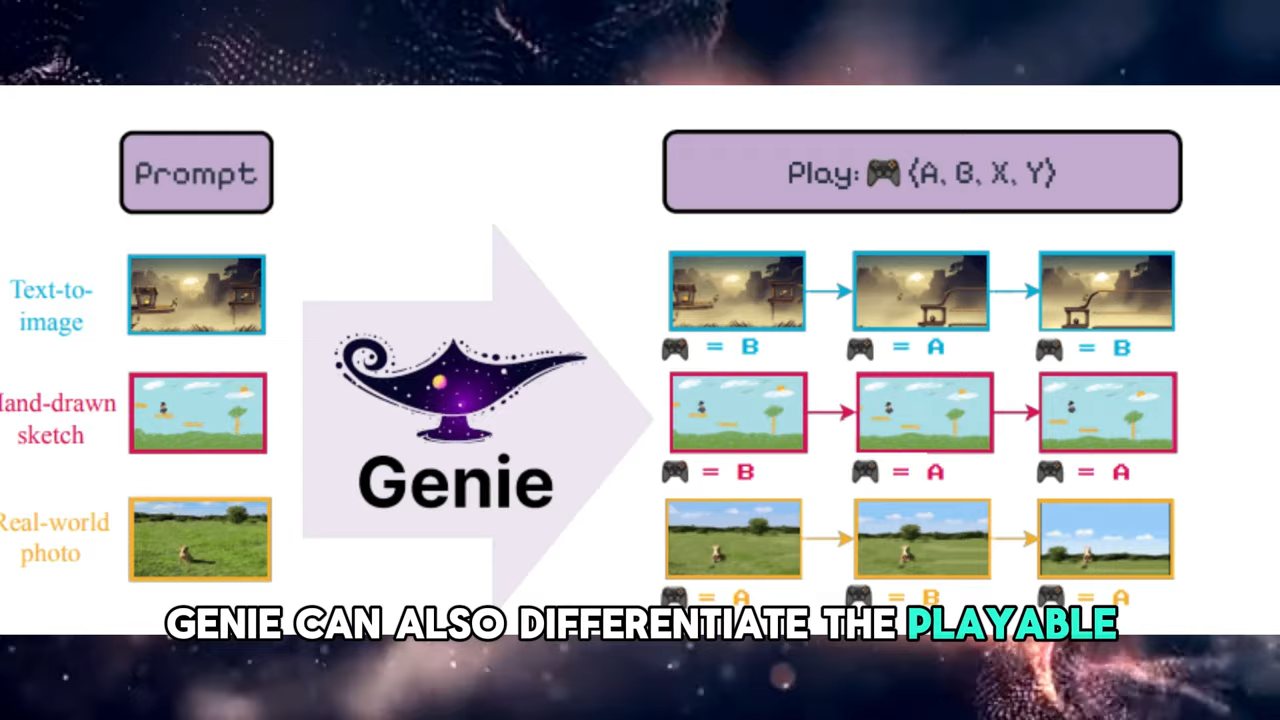 Prompt
Play: {A, B, X, Y}
Text-to-
image
= B
= A
= B
Hand-drawn
sketch
= B
= A
= A
Real-world
photo
= A
= B
= A
Genie
GENIE CAN ALSO DIFFERENTIATE THE PLAYABLE